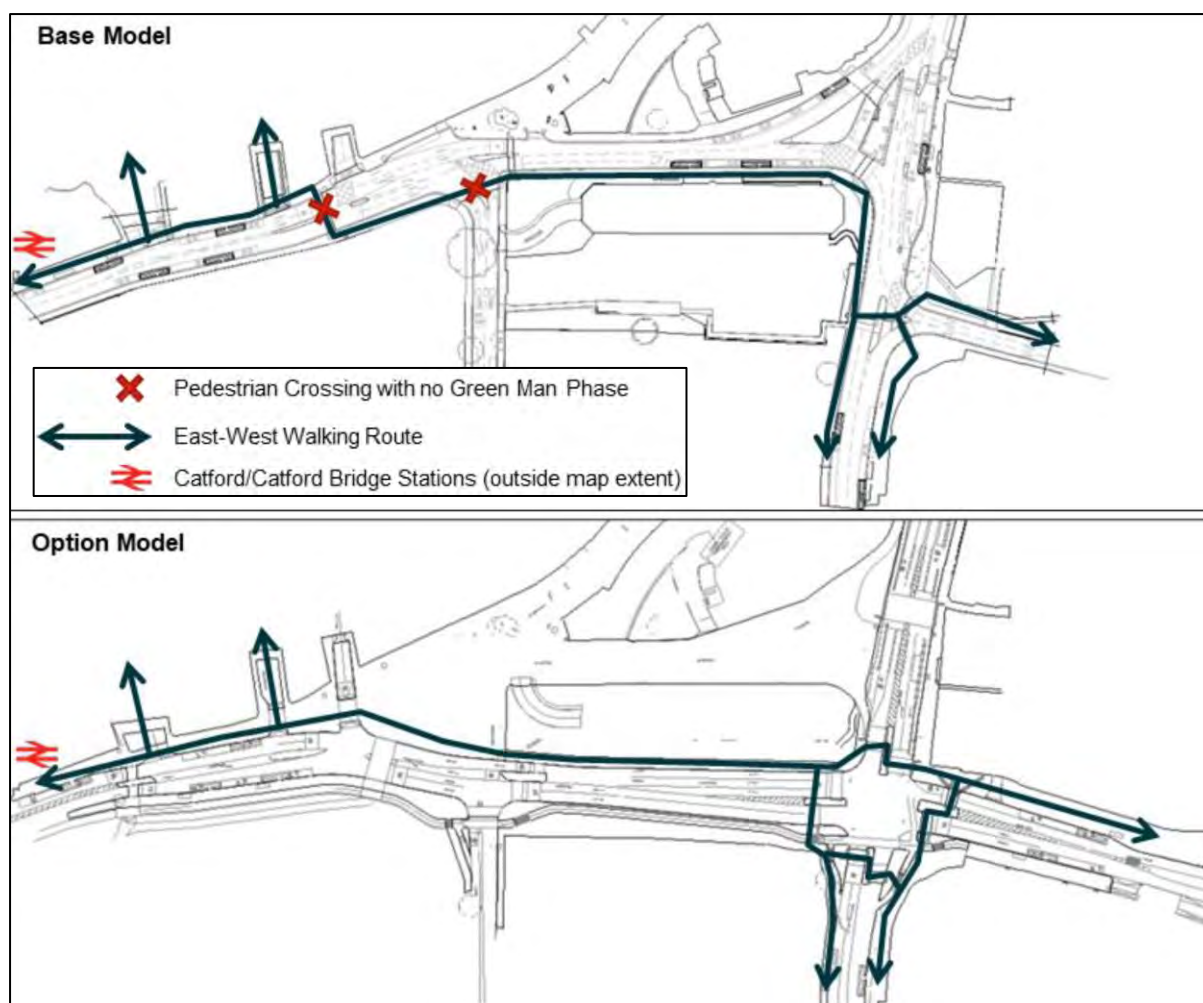 Base Model
Pedestrian Crossing with no Green Man Phase
East-West Walking Route
Catford/Catford Bridge Stations (outside map extent)
Option Model